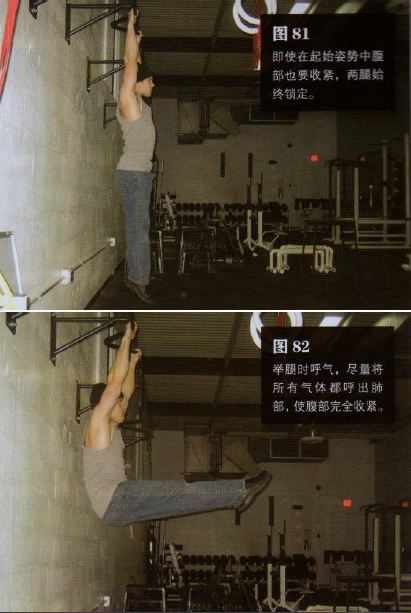 图 81
即使在起始姿势中腹
部也要收紧，两腿始
终锁定。
图 82
举腿时呼气，尽量将
所有气体都呼出肺
部，使腹部完全收紧。